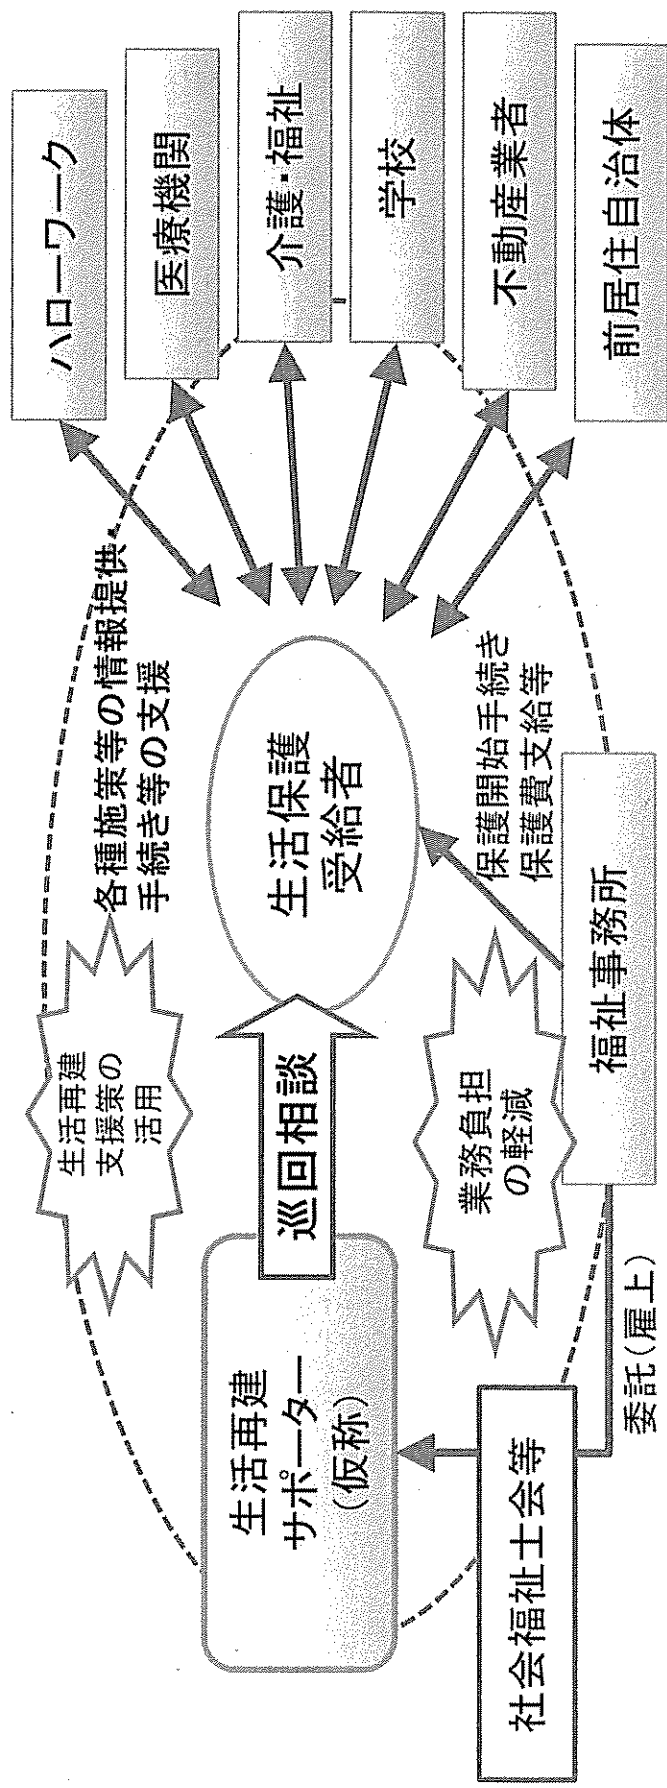 ハローワーク
医療機関
介護・福祉
学校
不動産業者
前居住自治体
各種施策等の情報提供
手続き等の支援
生活再建
支援策の
活用
生活保護
受給者
巡回相談
生活再建
サポーター
（仮称）
保護開始手続き
保護費支給等
業務負担
の軽減
福祉事務所
委託（雇上）
社会福祉士会等